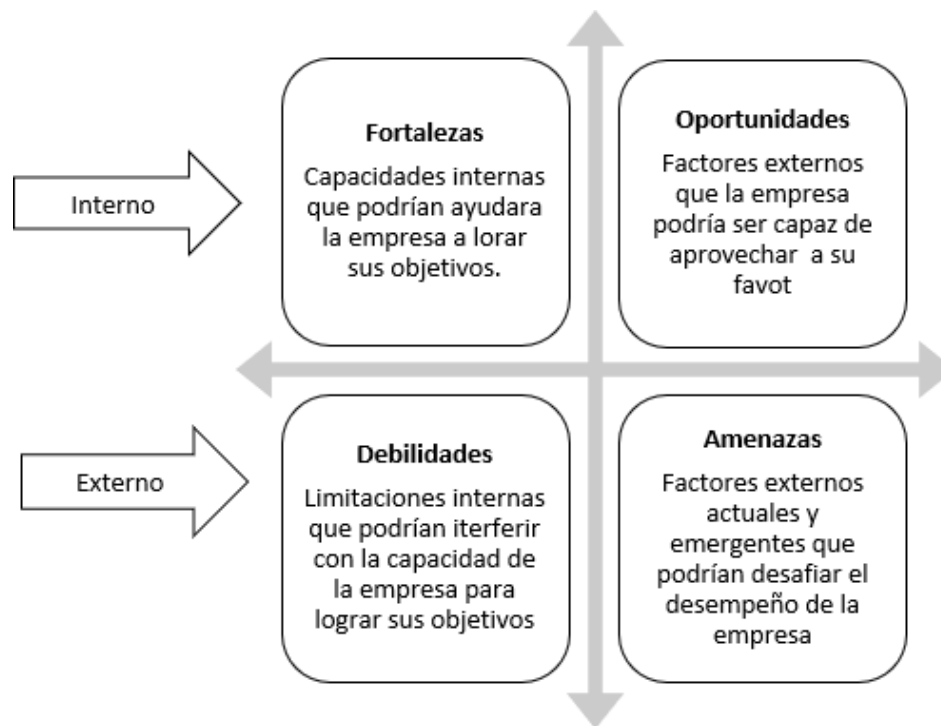 Interno
Fortalezas
Capacidades internas
que podrían ayudara
la empresa a lorar
sus objetivos.
Oportunidades
Factores externos
que la empresa
podría ser capaz de
aprovechar  a su
favot
Externo
Debilidades
Limitaciones internas
que podrían iterferir
con la capacidad de
la empresa para
lograr sus objetivos
Amenazas
Factores externos
actuales y
emergentes que
podrían desafiar el
desempeño de la
empresa